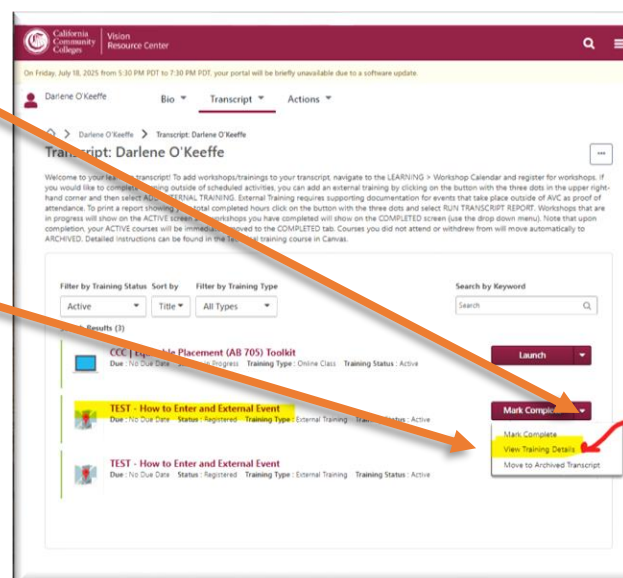 California
Community
Colleges
Vision
Resource Center
On Friday, July 18, 2025 from 5:30 PM PDT to 7:30 PM PDT, your portal will be briefly unavailable due to a software update.
Darlene O'Keeffe
Bio Transcript Actions
Darlene O'Keeffe > Transcript: Darlene O'Keeffe
Transcript: Darlene O'Keeffe
Welcome to your learning transcript! To add workshops/trainings to your transcript, navigate to the LEARNING > Workshop Calendar and register for workshops. If
you would like to complete training outside of scheduled activities, you can add an external training by clicking on the button with the three dots in the upper right-
hand corner and then select ADD EXTERNAL TRAINING. External Training requires supporting documentation for events that take place outside of AVC as proof of
attendance. To print a report showing your total completed hours click on the button with the three dots and select RUN TRANSCRIPT REPORT. Workshops that are
in progress will show on the ACTIVE screen and workshops you have completed will show on the COMPLETED screen (use the drop down menu). Note that upon
completion, your ACTIVE courses will be immediately moved to the COMPLETED tab. Courses you did not attend or withdrew from will move automatically to
ARCHIVED. Detailed instructions can be found in the training course in Canvas.
Filter by Training Status Sort by Filter by Training Type Search by Keyword
Active Title All Types Search
Search Results (3)
CCC | Equitable Placement (AB 705) Toolkit
Due : No Due Date Status : In Progress Training Type : Online Class Training Status : Active
Launch
TEST - How to Enter and External Event
Due : No Due Date Status : Registered Training Type : External Training Training Status : Active
Mark Complete
Mark Complete
View Training Details
Move to Archived Transcript
TEST - How to Enter and External Event
Due : No Due Date Status : Registered Training Type : External Training Training Status : Active